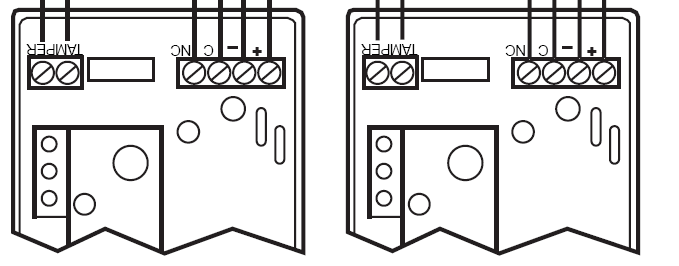 TAMPER NC C − + TAMPER NC C − +